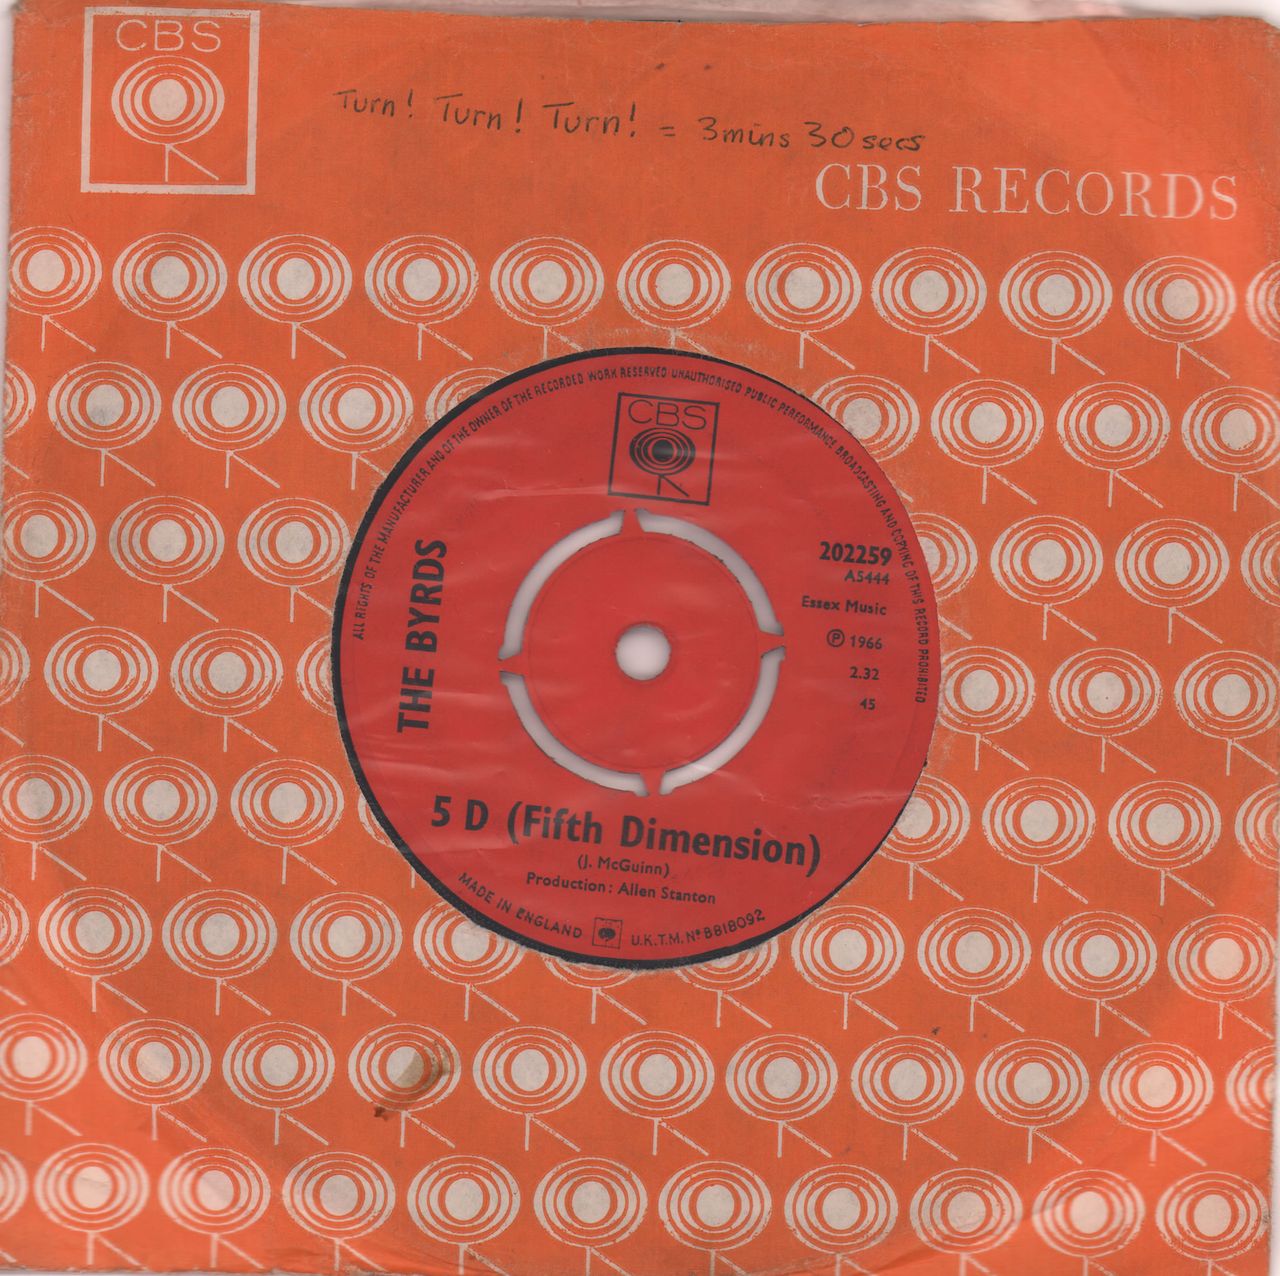 CBS
Turn! Turn! Turn! = 3mins 30secs
CBS RECORDS
ALL RIGHTS OF THE MANUFACTURER AND OF THE OWNER OF THE RECORDED WORK RESERVED·UNAUTHORISED PUBLIC PERFORMANCE BROADCASTING AND COPYING OF THIS RECORD PROHIBITED
CBS
THE BYRDS
202259
AS444
Essex Music
Ⓟ 1966
2.32
45
5 D (Fifth Dimension)
(J. McGuinn)
Production: Allen Stanton
MADE IN ENGLAND
U.K.T.M. Nº B818092